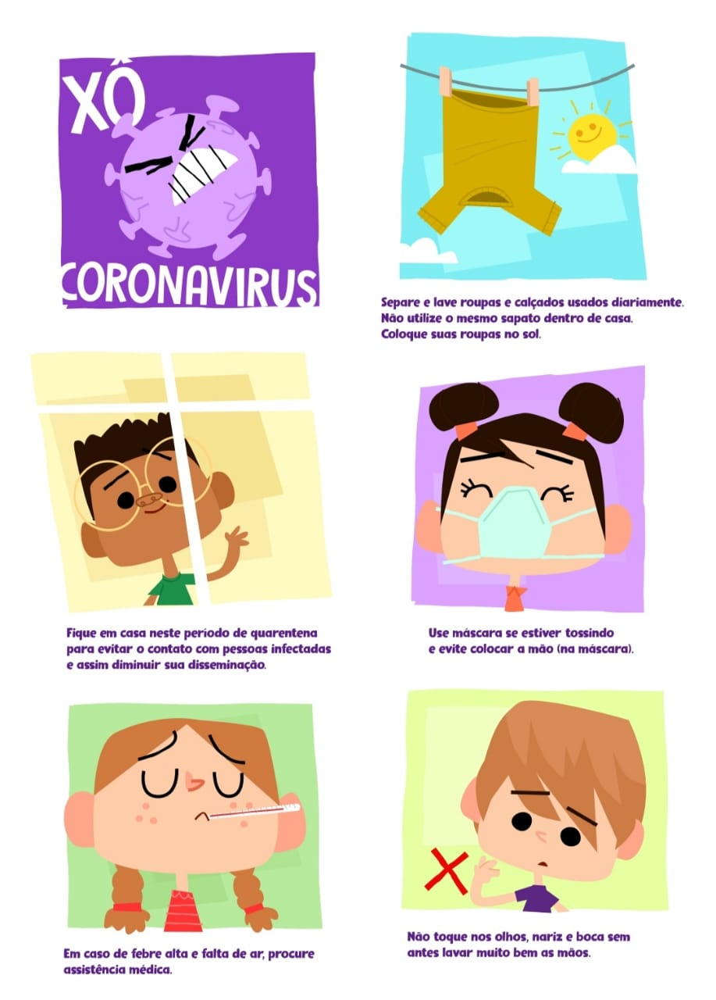 XÔ
CORONAVIRUS
Separe e lave roupas e calçados usados diariamente.
Não utilize o mesmo sapato dentro de casa.
Coloque suas roupas no sol.
Fique em casa neste período de quarentena
para evitar o contato com pessoas infectadas
e assim diminuir sua disseminação.
Use máscara se estiver tossindo
e evite colocar a mão (na máscara).
Em caso de febre alta e falta de ar, procure
assistência médica.
Não toque nos olhos, nariz e boca sem
antes lavar muito bem as mãos.